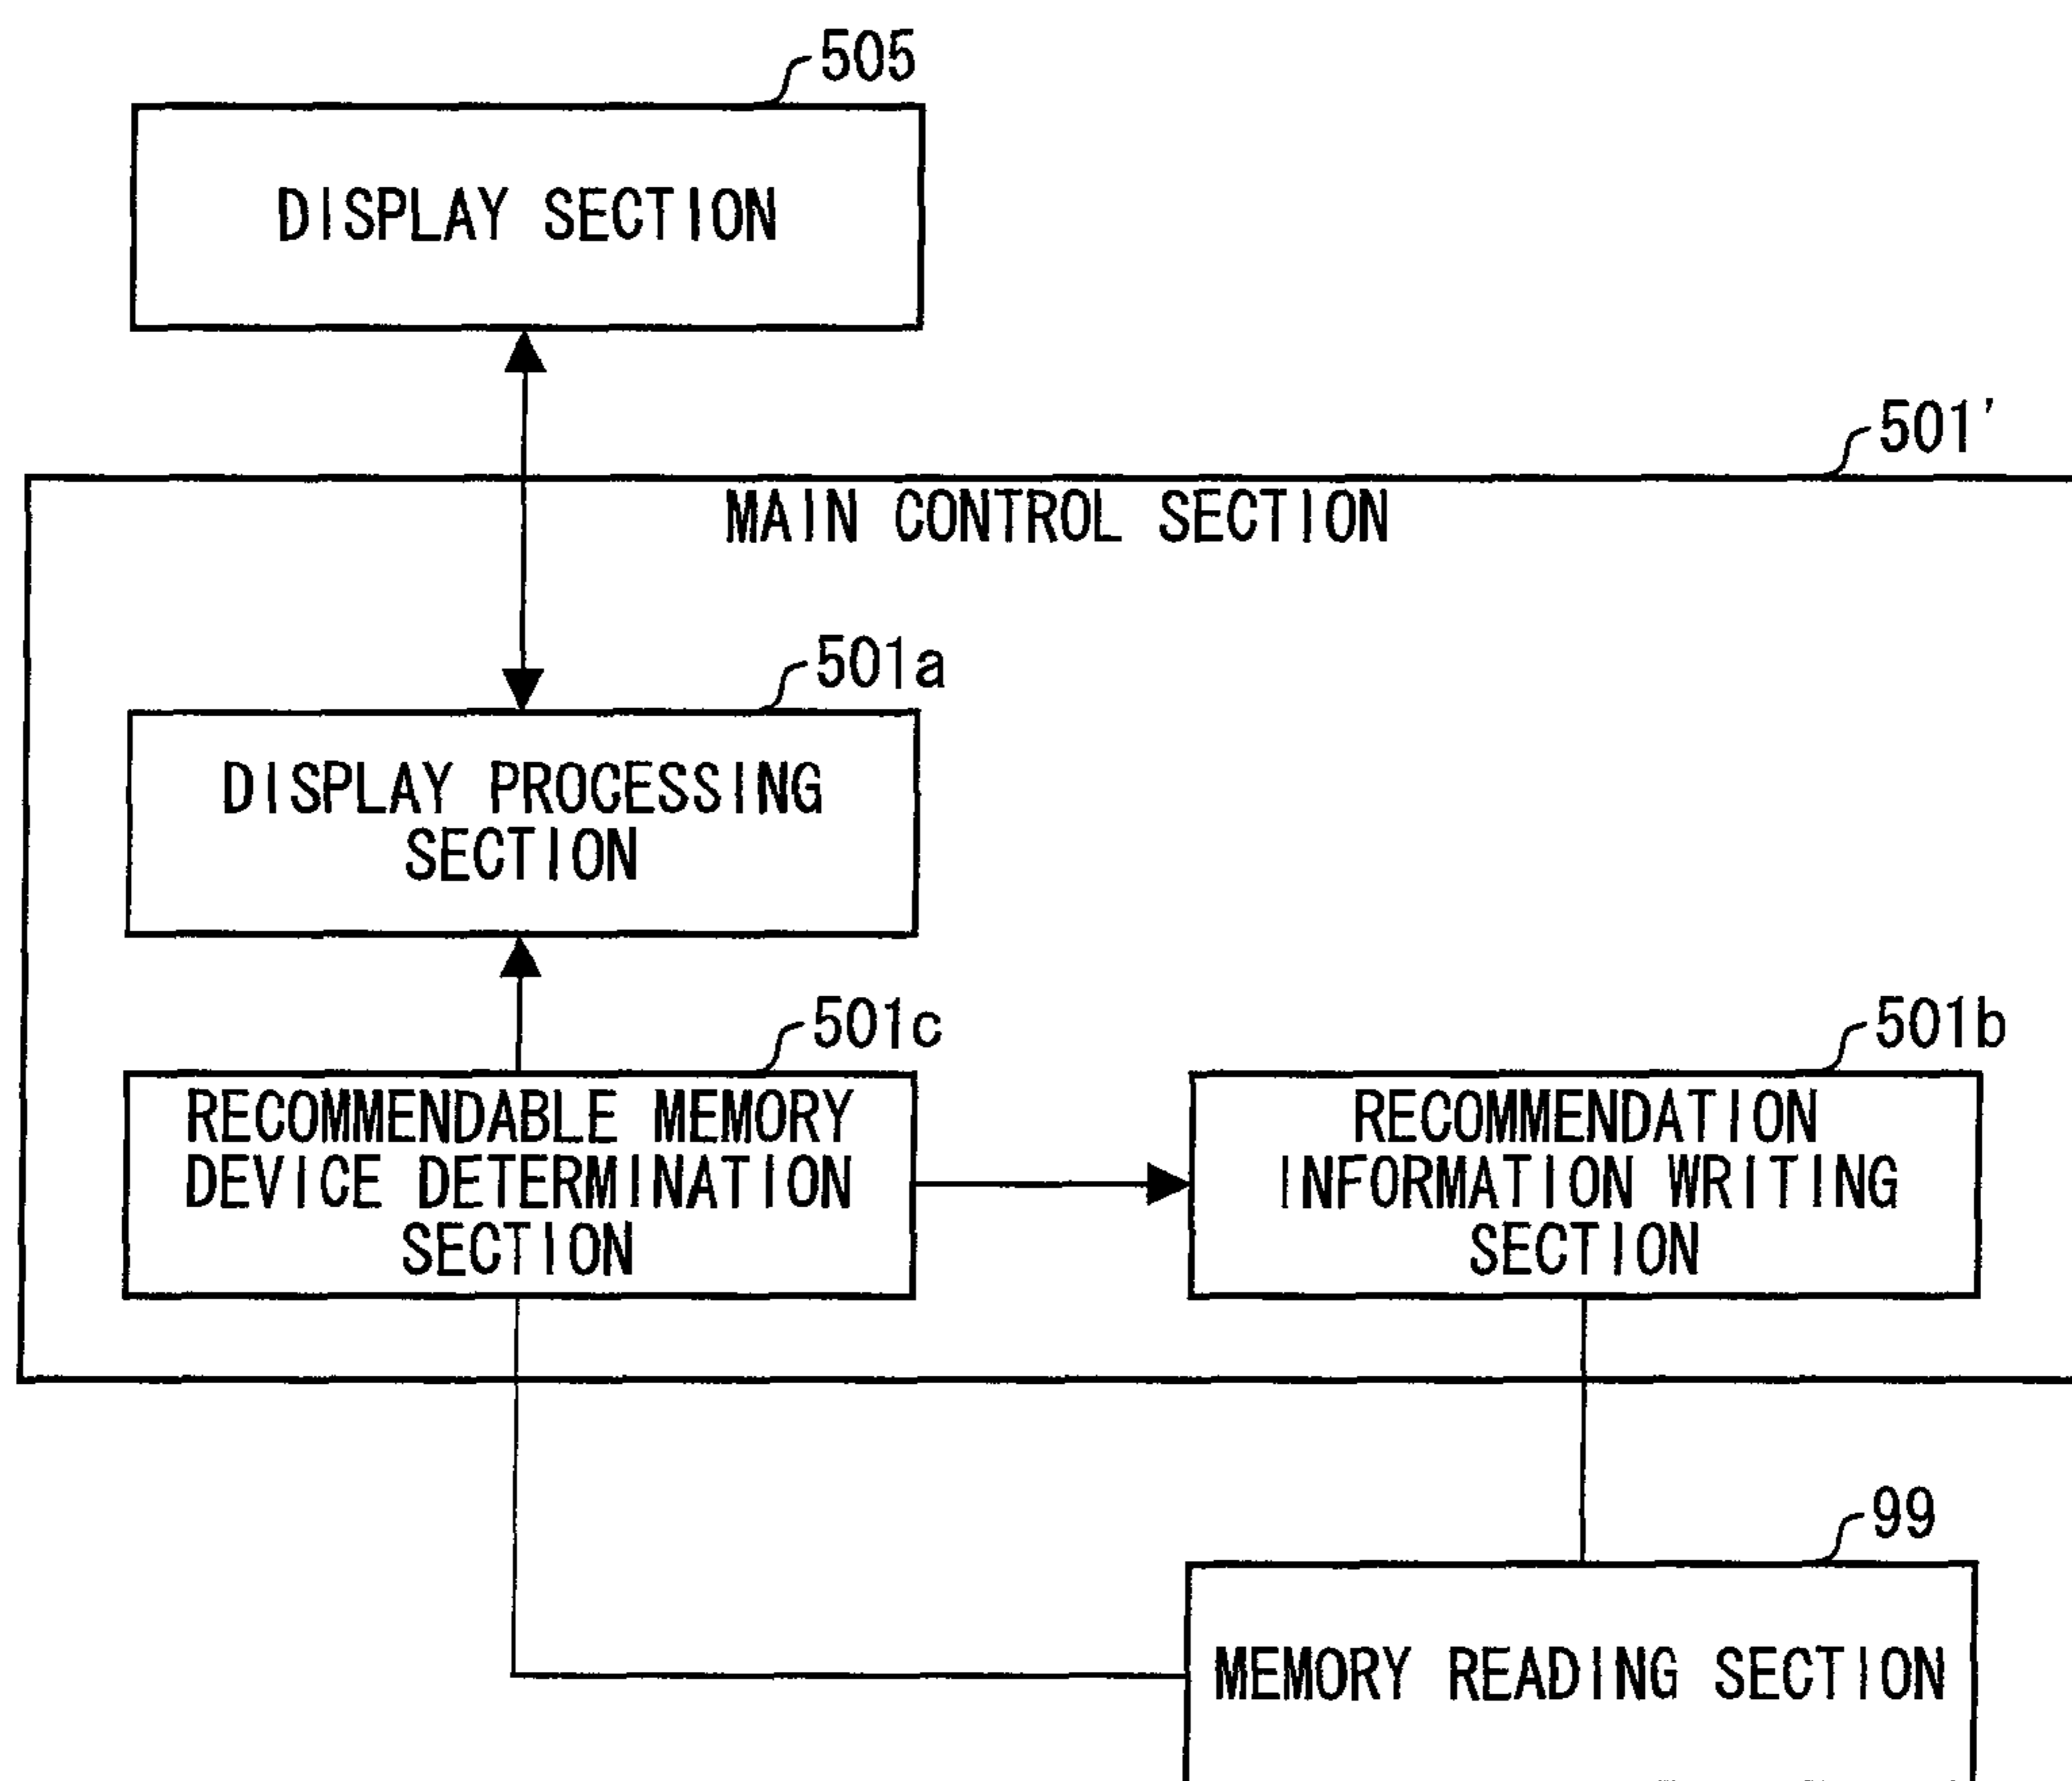 505
DISPLAY SECTION
501'
MAIN CONTROL SECTION
501a
DISPLAY PROCESSING
SECTION
501c
RECOMMENDABLE MEMORY
DEVICE DETERMINATION
SECTION
501b
RECOMMENDATION
INFORMATION WRITING
SECTION
99
MEMORY READING SECTION